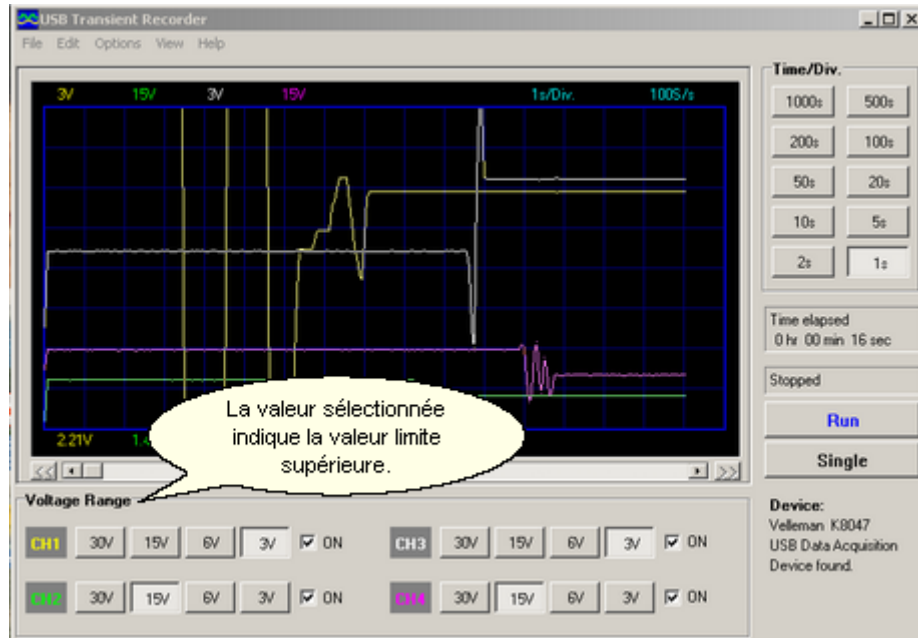 USB Transient Recorder
File Edit Options View Help
3V 15V 3V 15V 1s/Div. 100S/s
2.21V
La valeur sélectionnée
indique la valeur limite
supérieure.
Voltage Range
CH1 30V 15V 6V 3V ON
CH3 30V 15V 6V 3V ON
CH2 30V 15V 6V 3V ON
CH4 30V 15V 6V 3V ON
Time/Div.
1000s 500s
200s 100s
50s 20s
10s 5s
2s 1s
Time elapsed
0 hr 00 min 16 sec
Stopped
Run
Single
Device:
Velleman K8047
USB Data Acquisition
Device found.